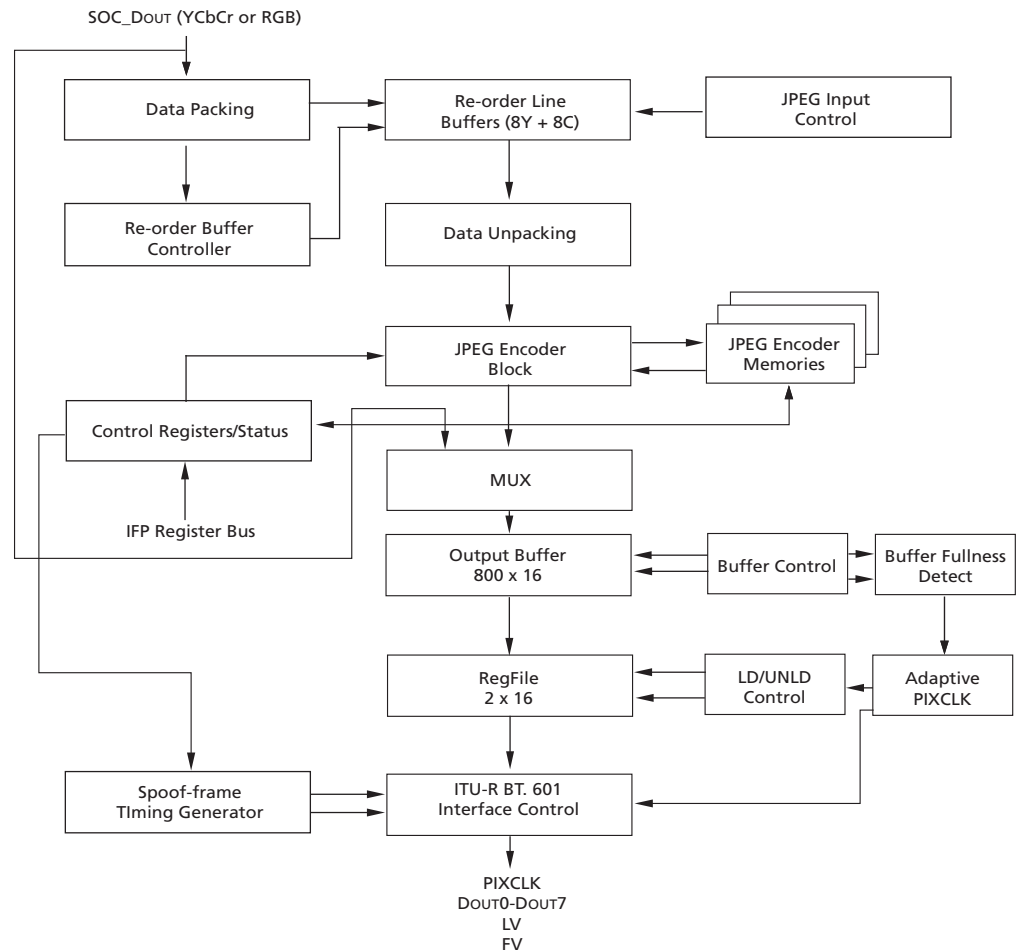 SOC_DOUT (YCbCr or RGB)
Data Packing
Re-order Line
Buffers (8Y + 8C)
JPEG Input
Control
Re-order Buffer
Controller
Data Unpacking
JPEG Encoder
Block
JPEG Encoder
Memories
Control Registers/Status
MUX
IFP Register Bus
Output Buffer
800 x 16
Buffer Control
Buffer Fullness
Detect
RegFile
2 x 16
LD/UNLD
Control
Adaptive
PIXCLK
Spoof-frame
TIming Generator
ITU-R BT. 601
Interface Control
PIXCLK
DOUT0-DOUT7
LV
FV